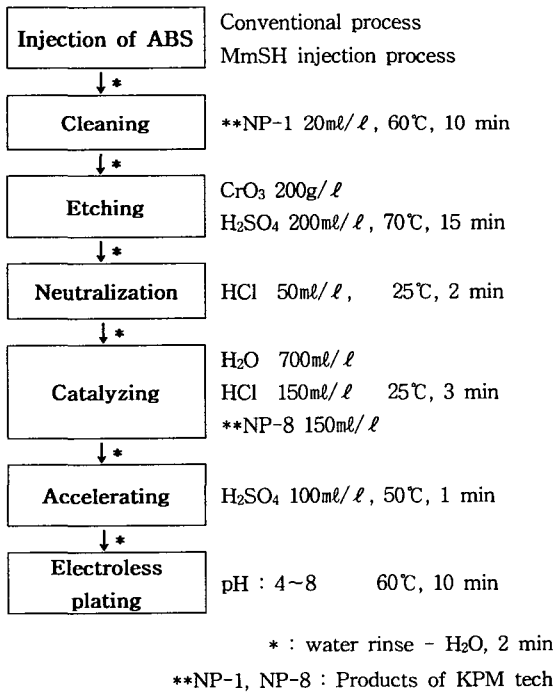 Injection of ABS
Conventional process
MmSH injection process
↓ *
Cleaning
**NP-1 20㎖/ℓ, 60℃, 10 min
↓ *
Etching
CrO₃ 200g/ℓ
H₂SO₄ 200㎖/ℓ, 70℃, 15 min
↓ *
Neutralization
HCl 50㎖/ℓ, 25℃, 2 min
↓ *
Catalyzing
H₂O 700㎖/ℓ
HCl 150㎖/ℓ 25℃, 3 min
**NP-8 150㎖/ℓ
↓ *
Accelerating
H₂SO₄ 100㎖/ℓ, 50℃, 1 min
↓ *
Electroless
plating
pH : 4~8 60℃, 10 min
* : water rinse - H₂O, 2 min
**NP-1, NP-8 : Products of KPM tech